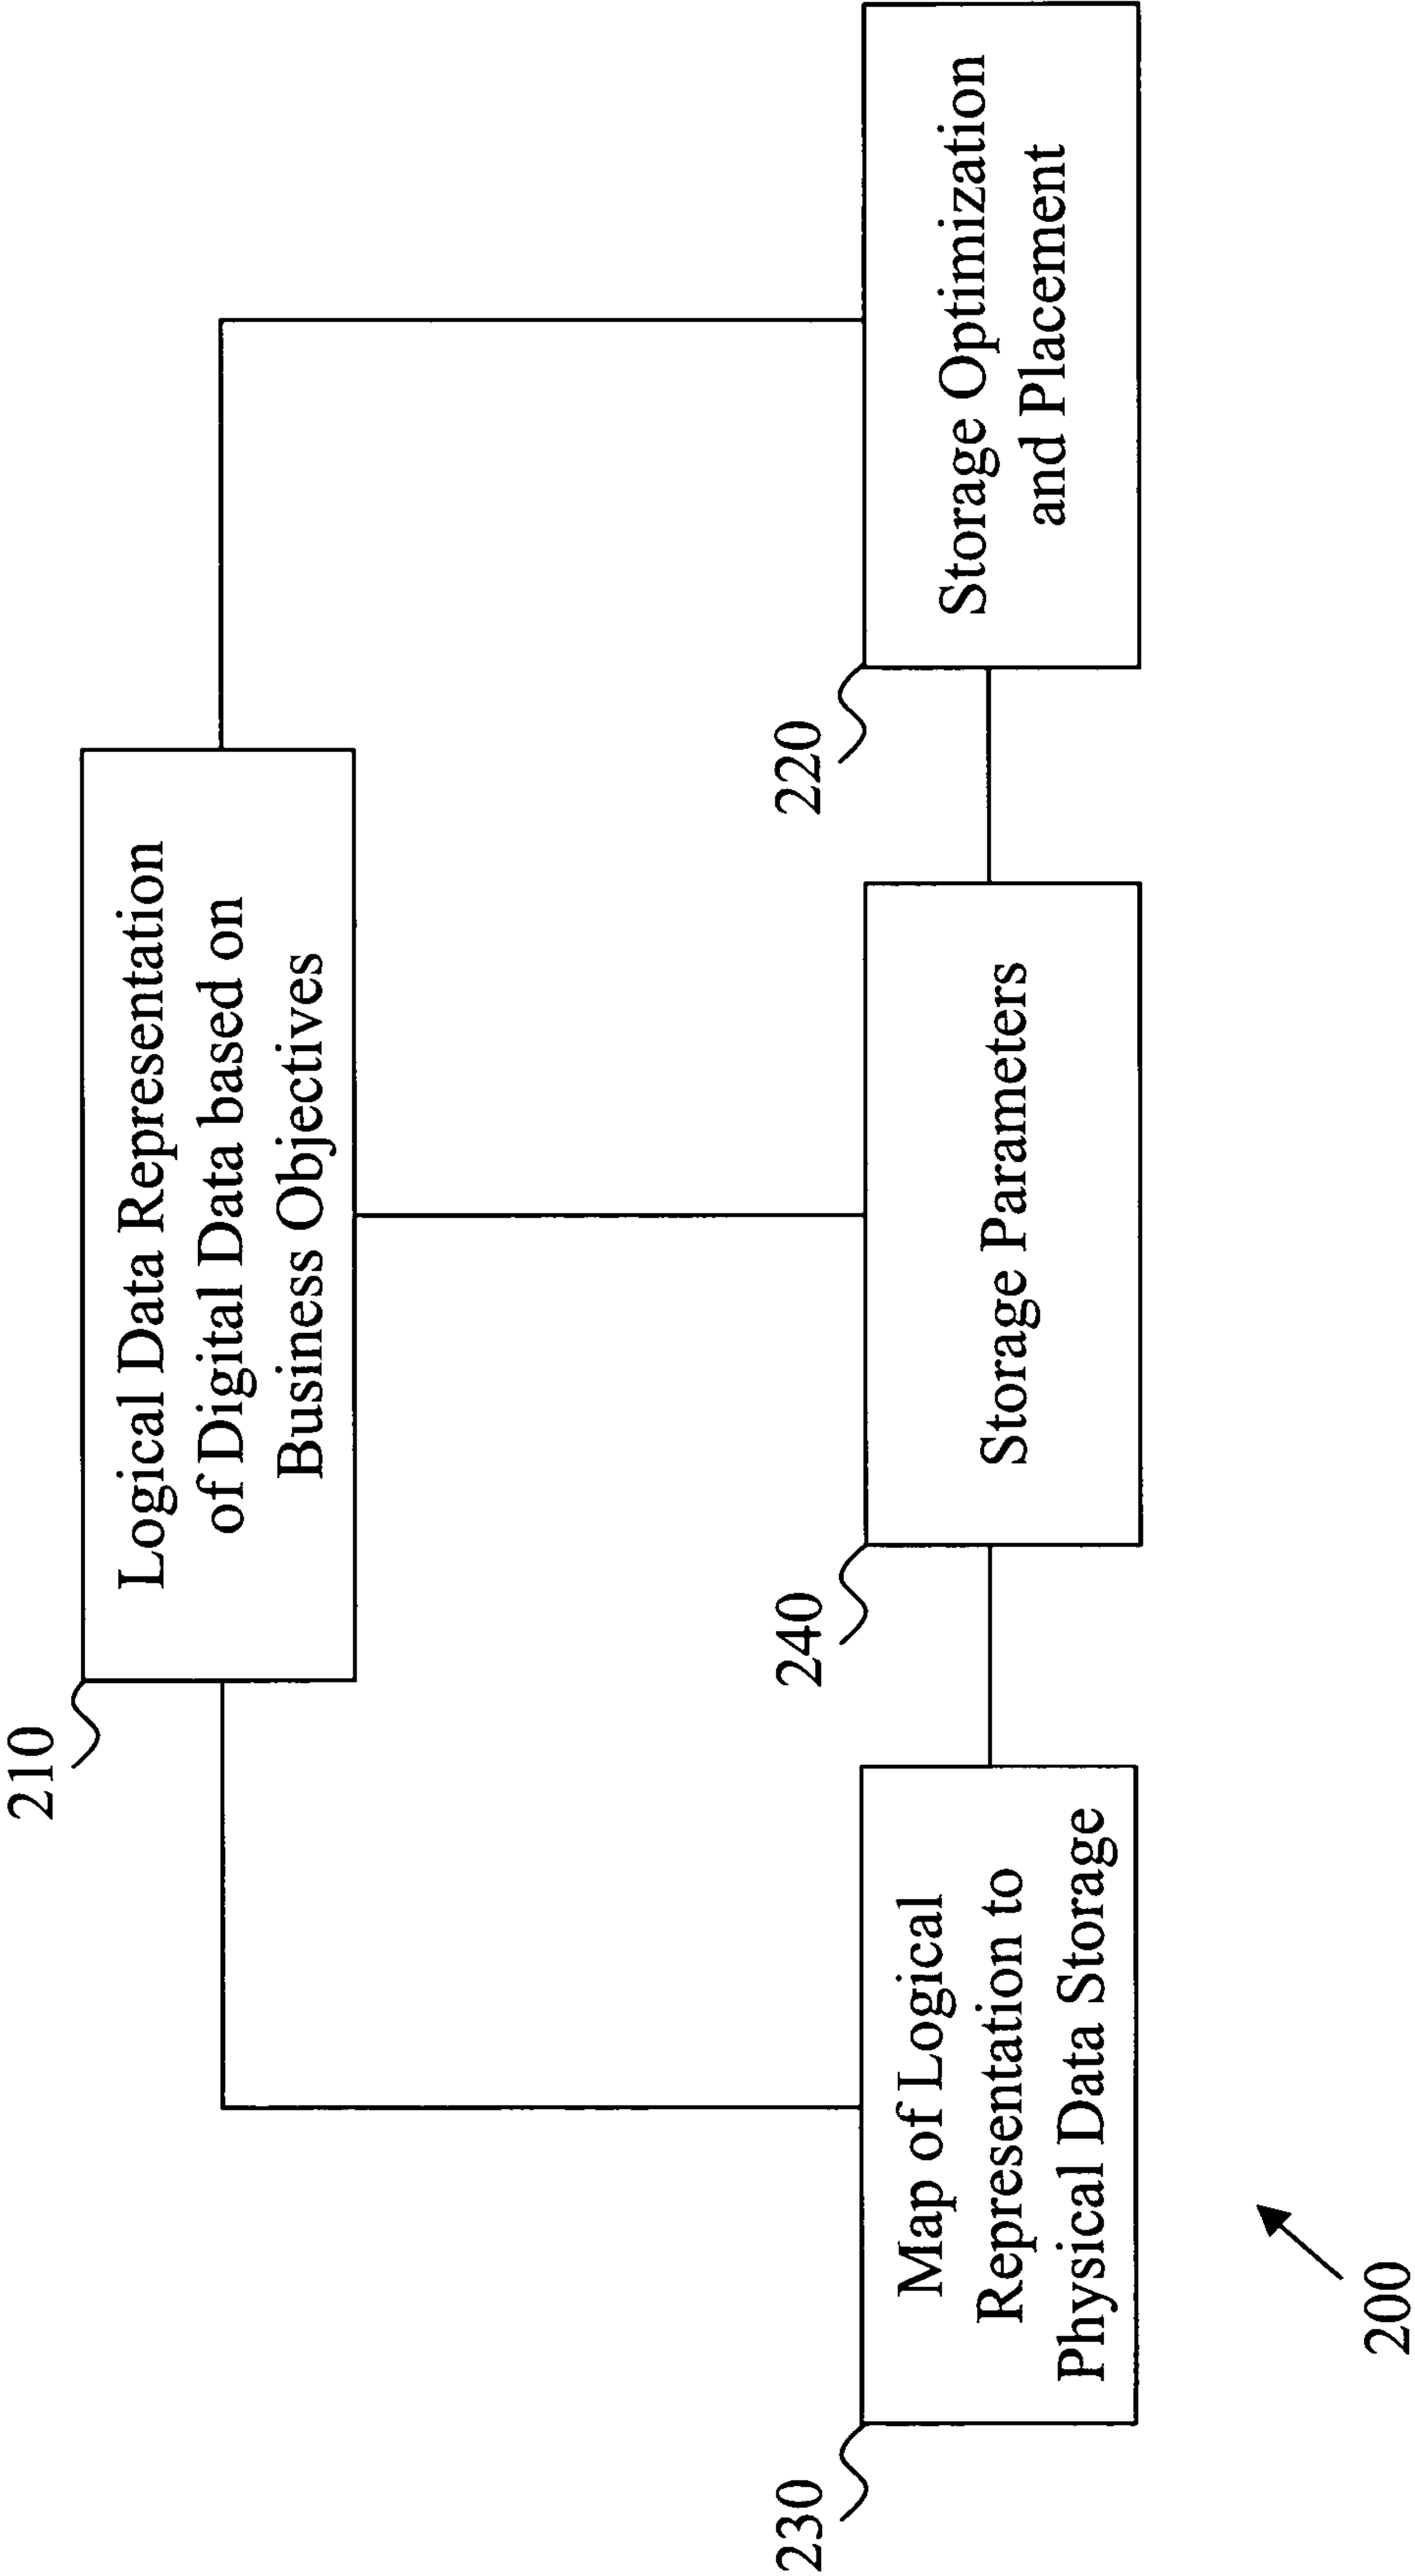 210
Logical Data Representation
of Digital Data based on
Business Objectives
230
Map of Logical
Representation to
Physical Data Storage
240
Storage Parameters
220
Storage Optimization
and Placement
200